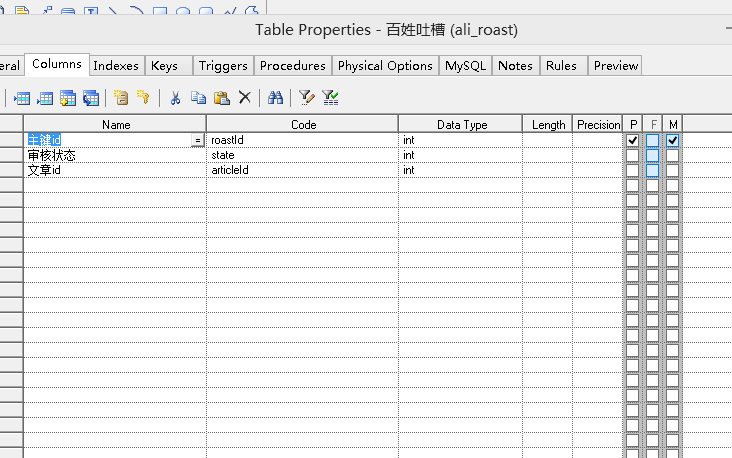 Table Properties - 百姓吐槽 (ali_roast)
eral Columns Indexes Keys Triggers Procedures Physical Options MySQL Notes Rules Preview
Name Code Data Type Length Precision P F M
主键id = roastId int
审核状态 state int
文章id articleId int